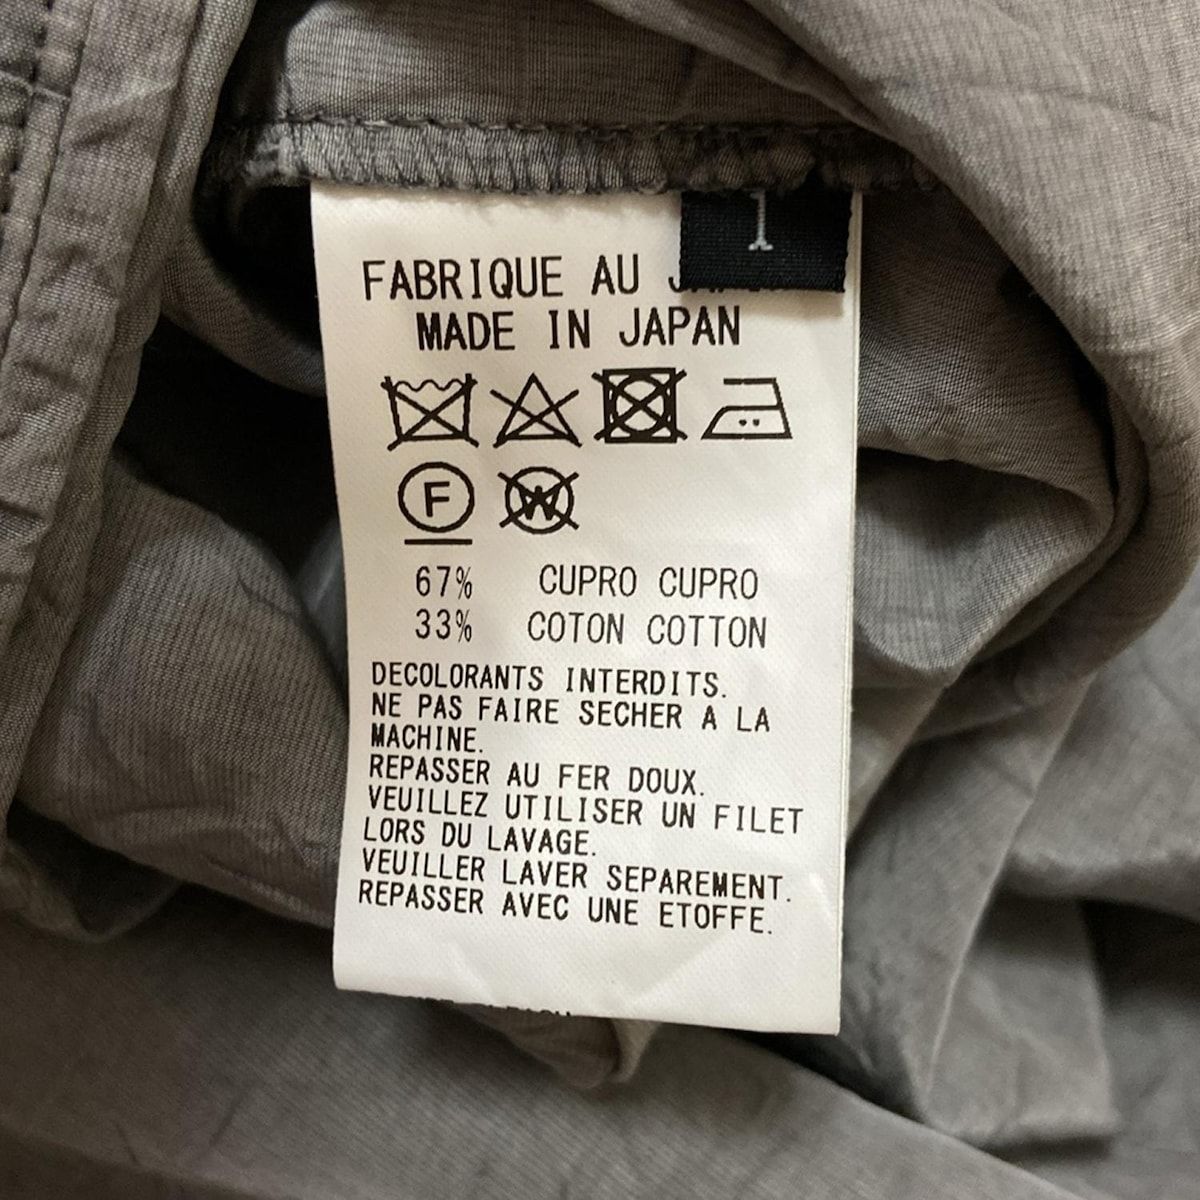 1
FABRIQUE AU
MADE IN JAPAN
F
W
67% CUPRO CUPRO
33% COTON COTTON
DECOLORANTS INTERDITS.
NE PAS FAIRE SECHER A LA
MACHINE.
REPASSER AU FER DOUX.
VEUILLEZ UTILISER UN FILET
LORS DU LAVAGE.
VEUILLER LAVER SEPAREMENT.
REPASSER AVEC UNE ETOFFE.